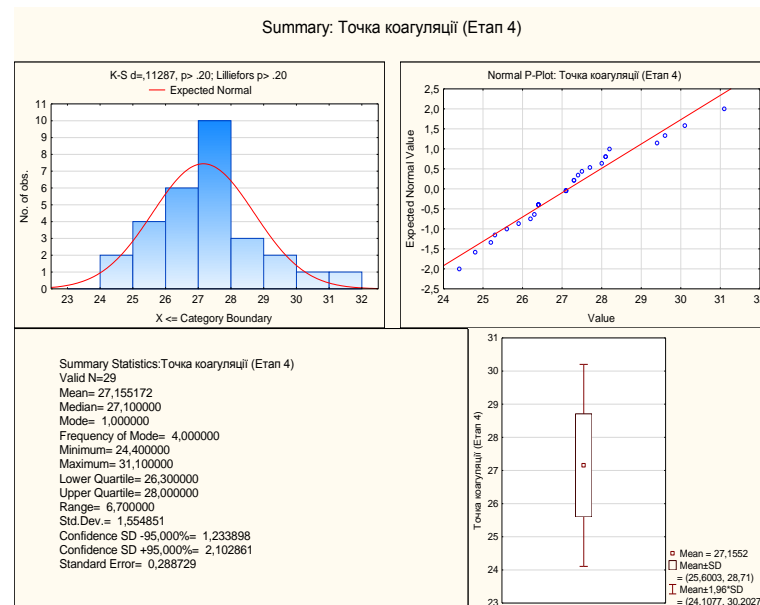 Summary: Точка коагуляції (Етап 4)
K-S d=,11287, p> .20; Lilliefors p> .20
Expected Normal
11
10
9
8
7
6
5
4
3
2
1
0
No. of obs.
23 24 25 26 27 28 29 30 31 32
X <= Category Boundary
Normal P-Plot: Точка коагуляції (Етап 4)
2,5
2,0
1,5
1,0
0,5
0,0
-0,5
-1,0
-1,5
-2,0
-2,5
Expected Normal Value
24 25 26 27 28 29 30 31
Value
Summary Statistics:Точка коагуляції (Етап 4)
Valid N=29
Mean= 27,155172
Median= 27,100000
Mode= 1,000000
Frequency of Mode= 4,000000
Minimum= 24,400000
Maximum= 31,100000
Lower Quartile= 26,300000
Upper Quartile= 28,000000
Range= 6,700000
Std.Dev.= 1,554851
Confidence SD -95,000%= 1,233898
Confidence SD +95,000%= 2,102861
Standard Error= 0,288729
31
30
29
28
27
26
25
24
23
Точка коагуляції (Етап 4)
Mean = 27,1552
Mean±SD
= (25,6003, 28,71)
Mean±1,96*SD
= (24,1077, 30,2027